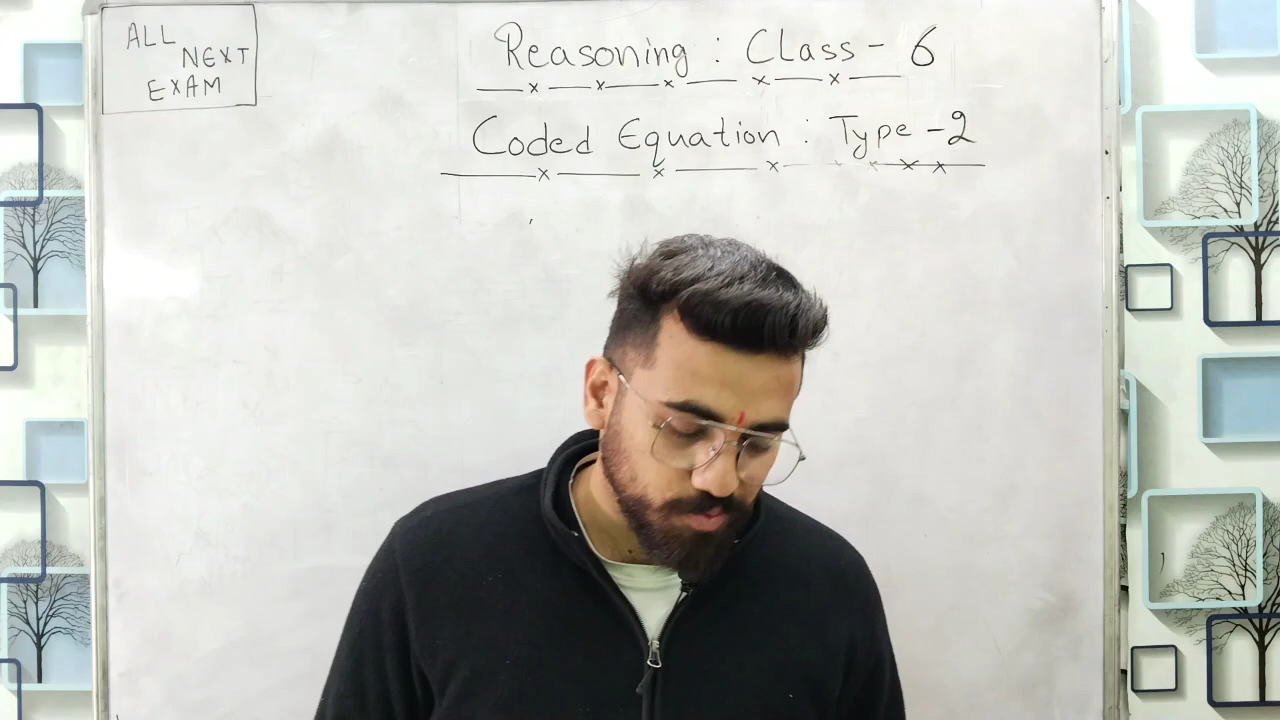 ALL
NEXT
EXAM
Reasoning : Class - 6
Coded Equation : Type - 2